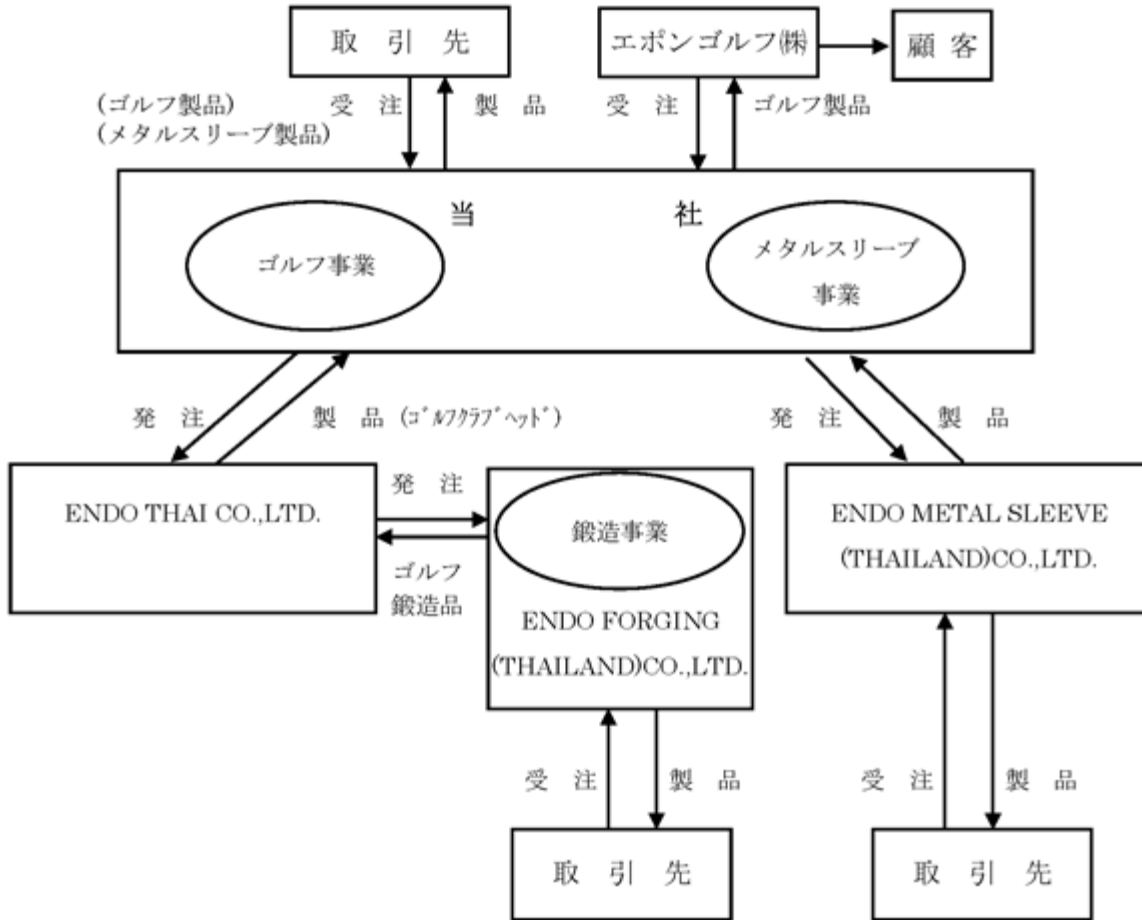 取 引 先
エポンゴルフ㈱
顧 客
(ゴルフ製品)
(メタルスリーブ製品)
受 注
製 品
受 注
ゴルフ製品
当 社
ゴルフ事業
メタルスリーブ
事業
発 注
製 品 (ｺﾞﾙﾌｸﾗﾌﾞﾍｯﾄﾞ)
発 注
製 品
ENDO THAI CO.,LTD.
発 注
ゴルフ
鍛造品
鍛造事業
ENDO FORGING
(THAILAND)CO.,LTD.
ENDO METAL SLEEVE
(THAILAND)CO.,LTD.
受 注
製 品
受 注
製 品
取 引 先
取 引 先